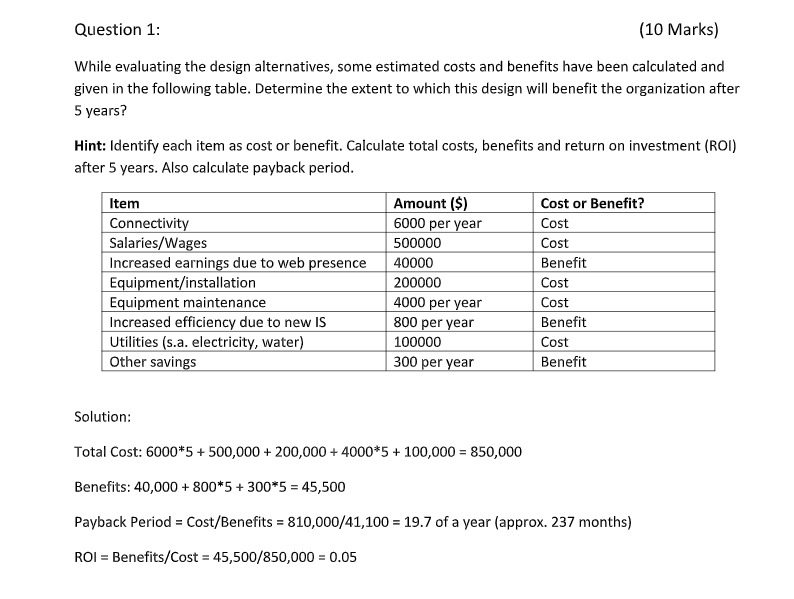 Question 1: (10 Marks)
While evaluating the design alternatives, some estimated costs and benefits have been calculated and
given in the following table. Determine the extent to which this design will benefit the organization after
5 years?
Hint: Identify each item as cost or benefit. Calculate total costs, benefits and return on investment (ROI)
after 5 years. Also calculate payback period.
Item Amount ($) Cost or Benefit?
Connectivity 6000 per year Cost
Salaries/Wages 500000 Cost
Increased earnings due to web presence 40000 Benefit
Equipment/installation 200000 Cost
Equipment maintenance 4000 per year Cost
Increased efficiency due to new IS 800 per year Benefit
Utilities (s.a. electricity, water) 100000 Cost
Other savings 300 per year Benefit
Solution:
Total Cost: 6000*5 + 500,000 + 200,000 + 4000*5 + 100,000 = 850,000
Benefits: 40,000 + 800*5 + 300*5 = 45,500
Payback Period = Cost/Benefits = 810,000/41,100 = 19.7 of a year (approx. 237 months)
ROI = Benefits/Cost = 45,500/850,000 = 0.05